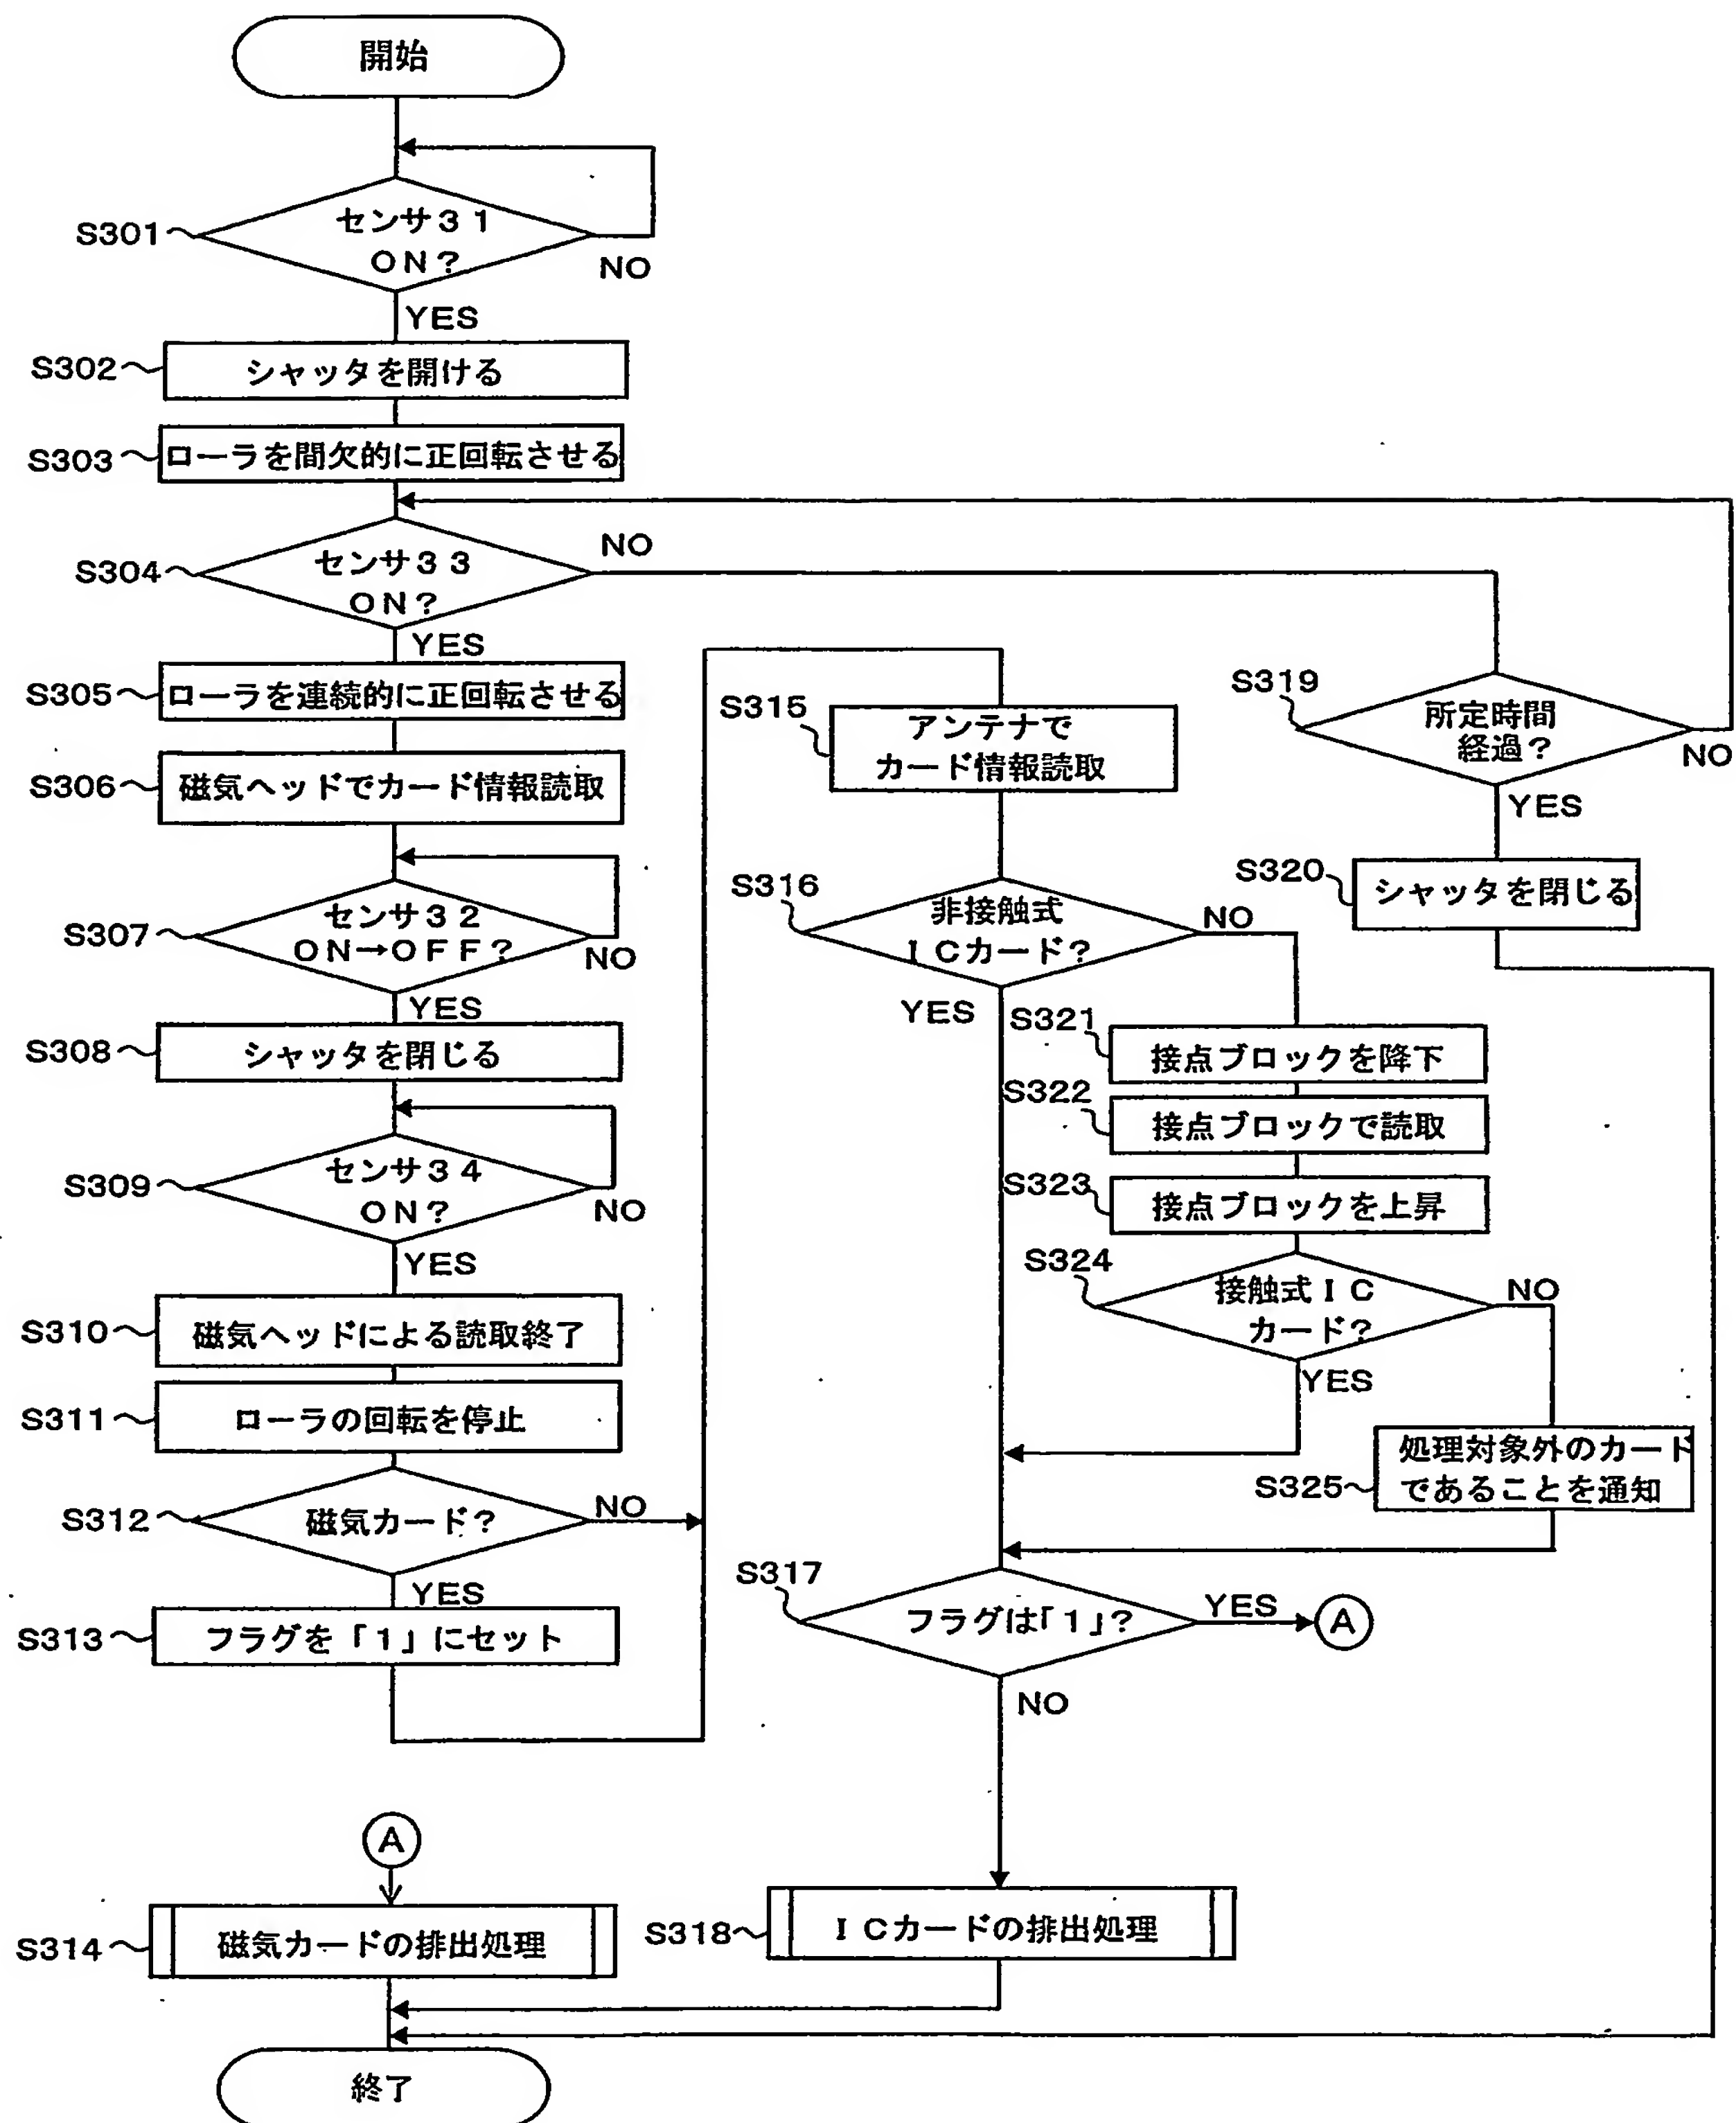 開始
S301
センサ３１
ＯＮ？
NO
YES
S302
シャッタを開ける
S303
ローラを間欠的に正回転させる
S304
センサ３３
ＯＮ？
NO
YES
S305
ローラを連続的に正回転させる
S306
磁気ヘッドでカード情報読取
S307
センサ３２
ＯＮ→ＯＦＦ？
NO
YES
S308
シャッタを閉じる
S309
センサ３４
ＯＮ？
NO
YES
S310
磁気ヘッドによる読取終了
S311
ローラの回転を停止
S312
磁気カード？
NO
YES
S313
フラグを「１」にセット
A
S314
磁気カードの排出処理
終了
S315
アンテナで
カード情報読取
S316
非接触式
ＩＣカード？
NO
YES
S321
接点ブロックを降下
S322
接点ブロックで読取
S323
接点ブロックを上昇
S324
接触式ＩＣ
カード？
NO
YES
S325
処理対象外のカード
であることを通知
S317
フラグは「１」？
YES
A
NO
S318
ＩＣカードの排出処理
S319
所定時間
経過？
NO
YES
S320
シャッタを閉じる